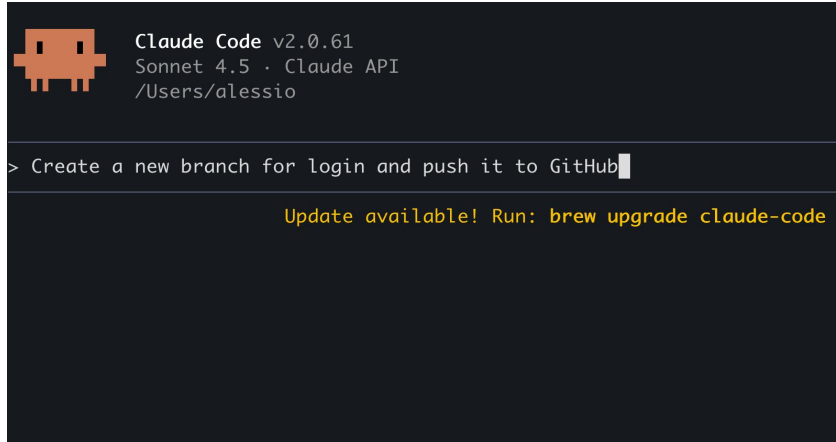 Claude Code v2.0.61
Sonnet 4.5 · Claude API
/Users/alessio
> Create a new branch for login and push it to GitHub
Update available! Run: brew upgrade claude-code